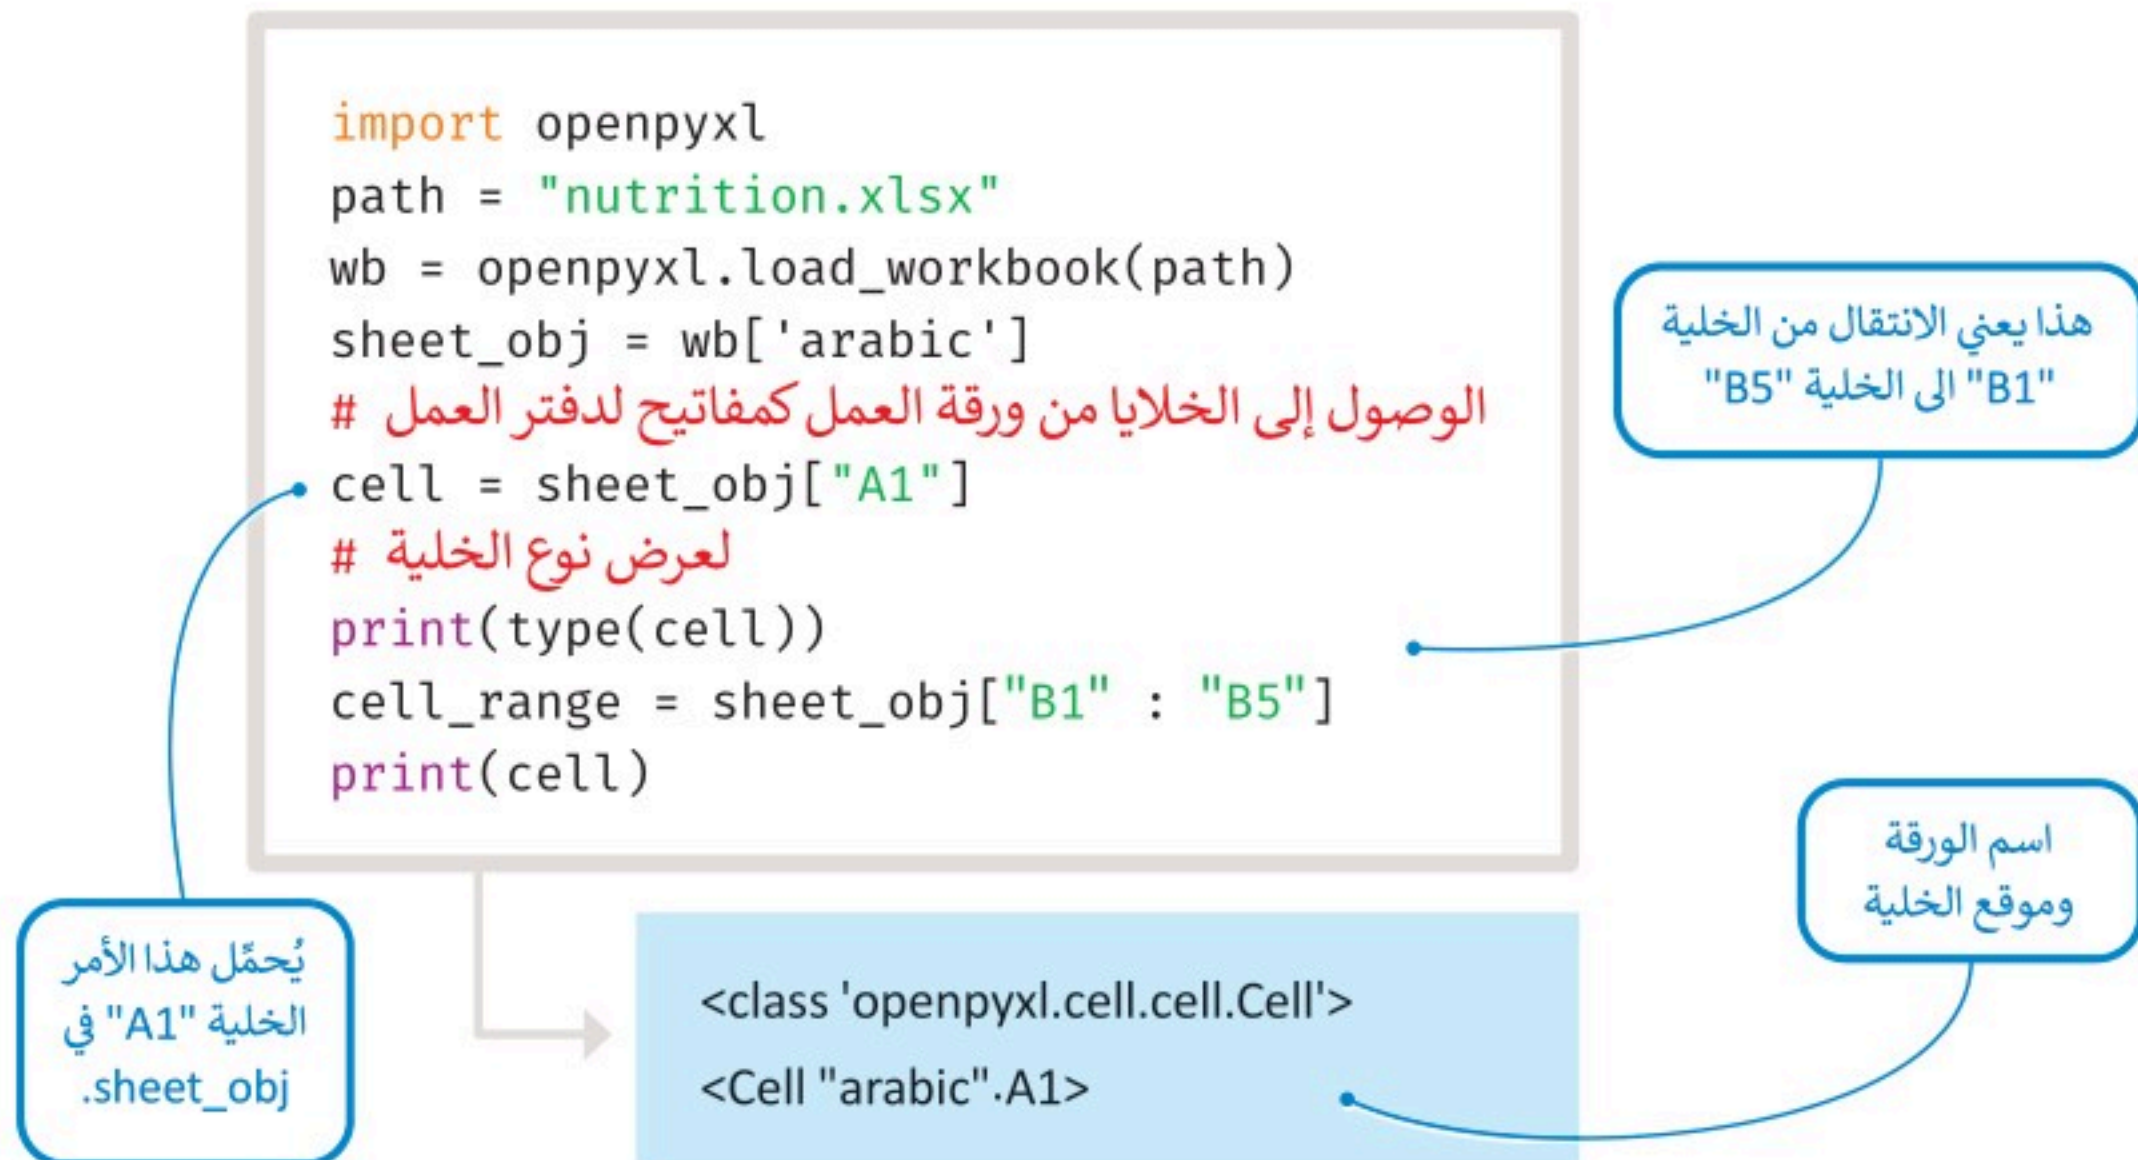 import openpyxl
path = "nutrition.xlsx"
wb = openpyxl.load_workbook(path)
sheet_obj = wb['arabic']
# الوصول إلى الخلايا من ورقة العمل كمفاتيح لدفتر العمل
cell = sheet_obj["A1"]
# لعرض نوع الخلية
print(type(cell))
cell_range = sheet_obj["B1" : "B5"]
print(cell)
هذا يعني الانتقال من الخلية
"B1" الى الخلية "B5"
اسم الورقة
وموقع الخلية
يُحمِّل هذا الأمر
الخلية "A1" في
sheet_obj.
<class 'openpyxl.cell.cell.Cell'>
<Cell "arabic".A1>